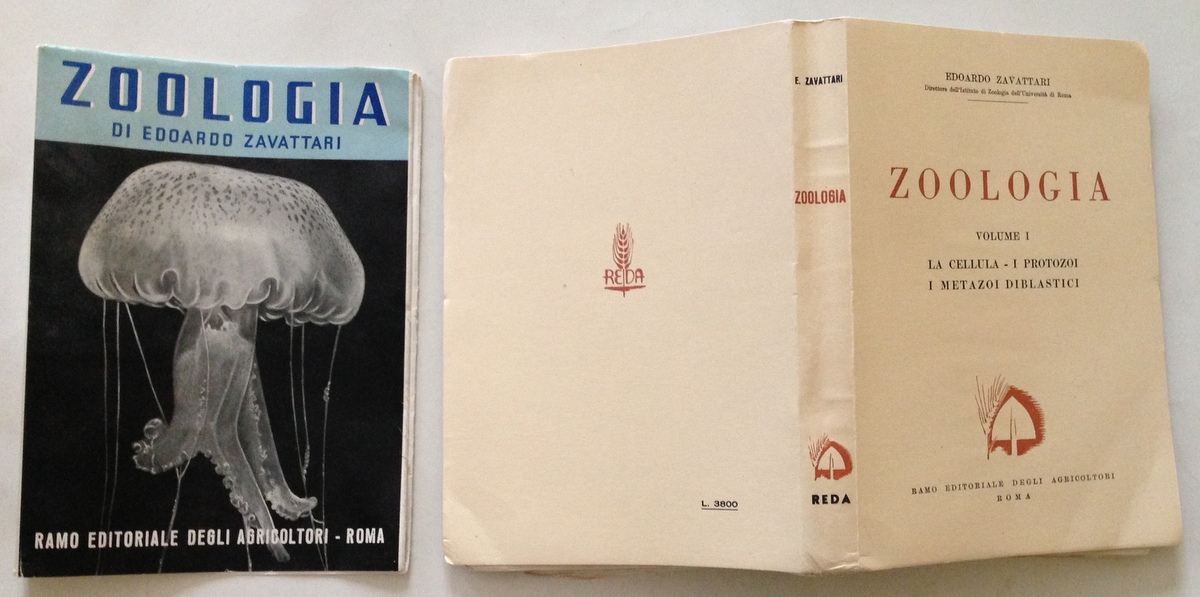 ZOOLOGIA
DI EDOARDO ZAVATTARI
RAMO EDITORIALE DEGLI AGRICOLTORI - ROMA
REDA
L. 3800
E. ZAVATTARI
ZOOLOGIA
REDA
EDOARDO ZAVATTARI
Direttore dell'Istituto di Zoologia dell'Università di Roma
ZOOLOGIA
VOLUME I
LA CELLULA - I PROTOZOI
I METAZOI DIBLASTICI
RAMO EDITORIALE DEGLI AGRICOLTORI
ROMA